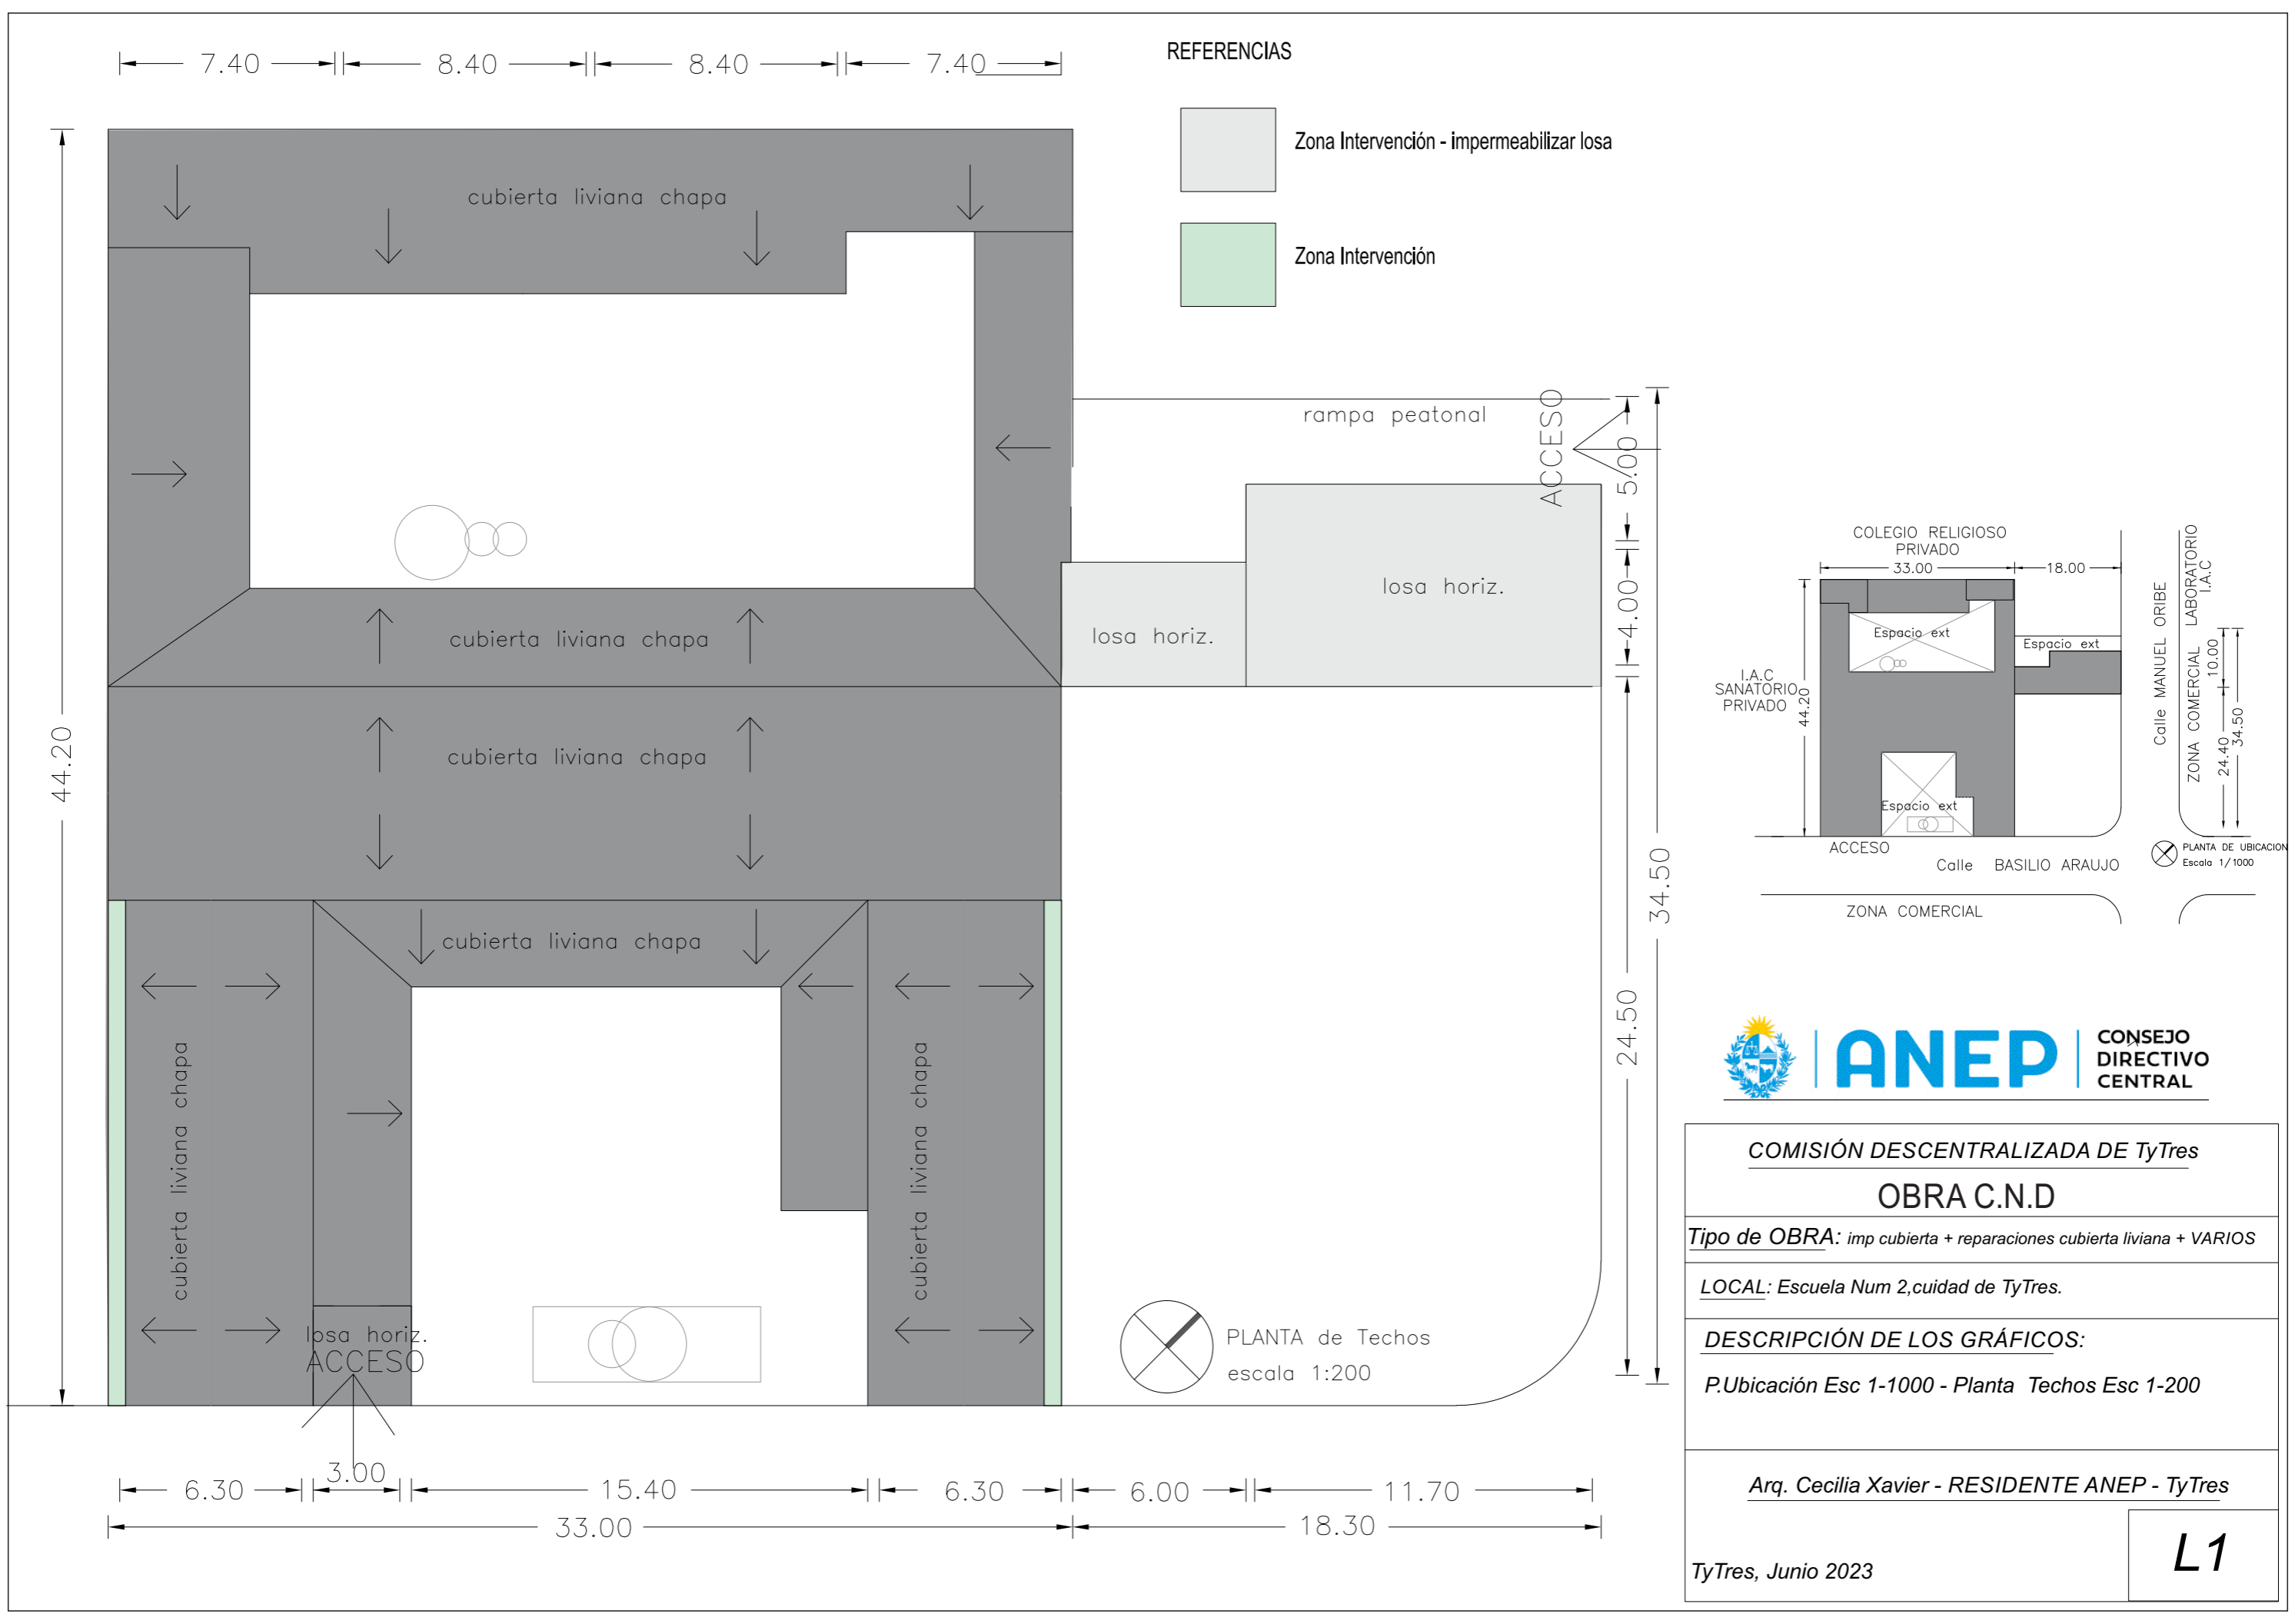 7.40 8.40 8.40 7.40
REFERENCIAS
Zona Intervención - impermeabilizar losa
Zona Intervención
cubierta liviana chapa
rampa peatonal
ACCESO
5.00
4.00
losa horiz.
losa horiz.
cubierta liviana chapa
44.20
cubierta liviana chapa
34.50
24.50
cubierta liviana chapa
cubierta liviana chapa
cubierta liviana chapa
losa horiz.
ACCESO
PLANTA de Techos
escala 1:200
6.30 3.00 15.40 6.30 6.00 11.70
33.00 18.30
COLEGIO RELIGIOSO
PRIVADO
33.00 18.00
Espacio ext
Espacio ext
I.A.C
SANATORIO
PRIVADO
44.20
Espacio ext
Calle MANUEL ORIBE
ZONA COMERCIAL LABORATORIO
I.A.C
10.00
24.40
34.50
ACCESO
Calle BASILIO ARAUJO
PLANTA DE UBICACION
Escala 1/1000
ZONA COMERCIAL
ANEP
CONSEJO
DIRECTIVO
CENTRAL
COMISIÓN DESCENTRALIZADA DE TyTres
OBRA C.N.D
Tipo de OBRA: imp cubierta + reparaciones cubierta liviana + VARIOS
LOCAL: Escuela Num 2,cuidad de TyTres.
DESCRIPCIÓN DE LOS GRÁFICOS:
P.Ubicación Esc 1-1000 - Planta Techos Esc 1-200
Arq. Cecilia Xavier - RESIDENTE ANEP - TyTres
TyTres, Junio 2023
L1